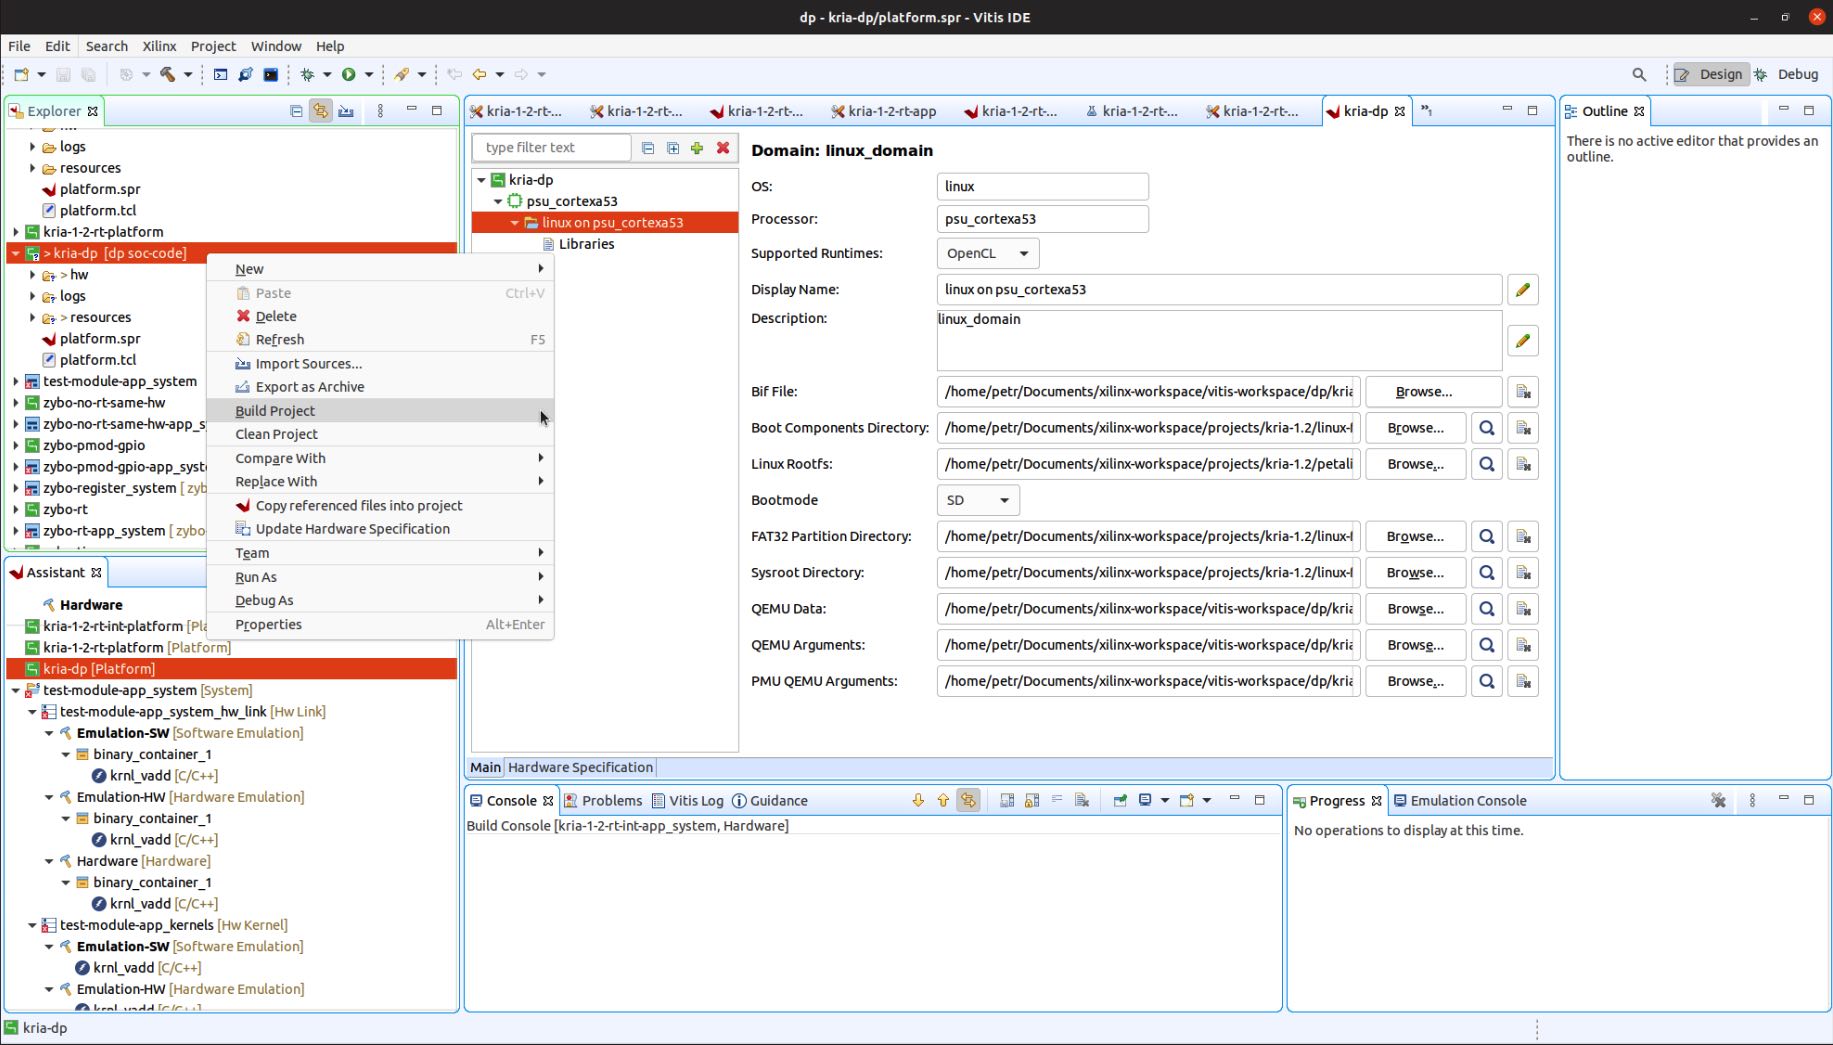 dp - kria-dp/platform.spr - Vitis IDE
File Edit Search Xilinx Project Window Help
Design Debug
Explorer
logs
resources
platform.spr
platform.tcl
kria-1-2-rt-platform
> kria-dp [dp soc-code]
> hw
logs
> resources
platform.spr
platform.tcl
test-module-app_system
zybo-no-rt-same-hw
zybo-no-rt-same-hw-app_s
zybo-pmod-gpio
zybo-pmod-gpio-app_syst
zybo-register_system [ zyb
zybo-rt
zybo-rt-app_system [ zybo-
New
Paste Ctrl+V
Delete
Refresh F5
Import Sources...
Export as Archive
Build Project
Clean Project
Compare With
Replace With
Copy referenced files into project
Update Hardware Specification
Team
Run As
Debug As
Properties Alt+Enter
Assistant
Hardware
kria-1-2-rt-int-platform [Pla
kria-1-2-rt-platform [Platform]
kria-dp [Platform]
test-module-app_system [System]
test-module-app_system_hw_link [Hw Link]
Emulation-SW [Software Emulation]
binary_container_1
krnl_vadd [C/C++]
Emulation-HW [Hardware Emulation]
binary_container_1
krnl_vadd [C/C++]
Hardware [Hardware]
binary_container_1
krnl_vadd [C/C++]
test-module-app_kernels [Hw Kernel]
Emulation-SW [Software Emulation]
krnl_vadd [C/C++]
Emulation-HW [Hardware Emulation]
krnl_vadd [C/C++]
kria-dp
kria-1-2-rt-... kria-1-2-rt-... kria-1-2-rt-... kria-1-2-rt-app kria-1-2-rt-... kria-1-2-rt-... kria-1-2-rt-... kria-dp »1
type filter text
kria-dp
psu_cortexa53
linux on psu_cortexa53
Libraries
Domain: linux_domain
OS: linux
Processor: psu_cortexa53
Supported Runtimes: OpenCL
Display Name: linux on psu_cortexa53
Description: linux_domain
Bif File: /home/petr/Documents/xilinx-workspace/vitis-workspace/dp/kria Browse...
Boot Components Directory: /home/petr/Documents/xilinx-workspace/projects/kria-1.2/linux-f Browse...
Linux Rootfs: /home/petr/Documents/xilinx-workspace/projects/kria-1.2/petali Browse...
Bootmode SD
FAT32 Partition Directory: /home/petr/Documents/xilinx-workspace/projects/kria-1.2/linux-f Browse...
Sysroot Directory: /home/petr/Documents/xilinx-workspace/projects/kria-1.2/linux-f Browse...
QEMU Data: /home/petr/Documents/xilinx-workspace/vitis-workspace/dp/kria Browse...
QEMU Arguments: /home/petr/Documents/xilinx-workspace/vitis-workspace/dp/kria Browse...
PMU QEMU Arguments: /home/petr/Documents/xilinx-workspace/vitis-workspace/dp/kria Browse...
Main Hardware Specification
Outline
There is no active editor that provides an
outline.
Console Problems Vitis Log Guidance
Build Console [kria-1-2-rt-int-app_system, Hardware]
Progress Emulation Console
No operations to display at this time.